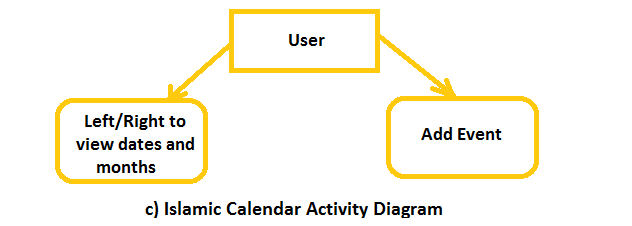 User
Left/Right to
view dates and
months
Add Event
c) Islamic Calendar Activity Diagram